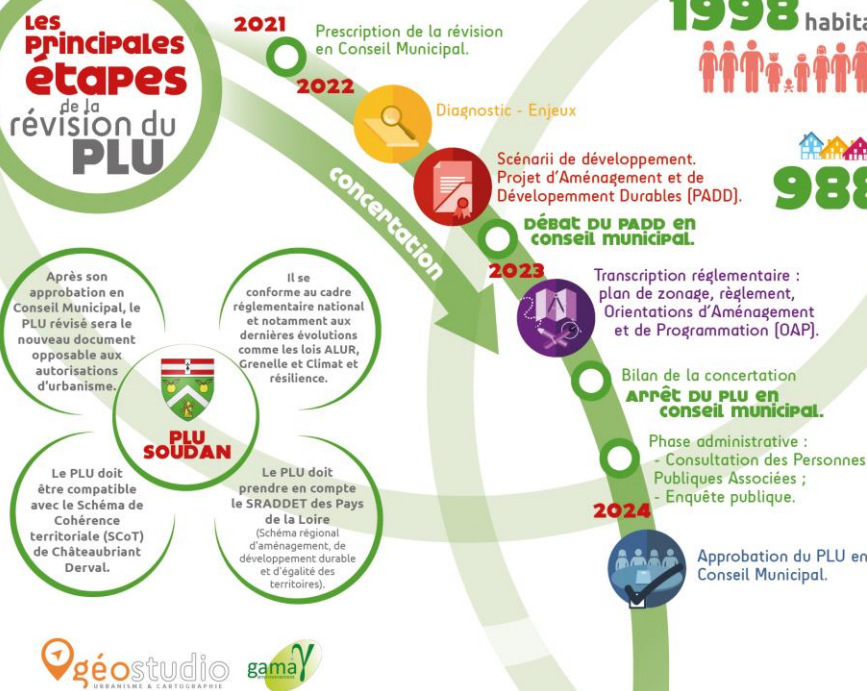 Les
principales
étapes
de la
révision du
PLU
2021
Prescription de la révision
en Conseil Municipal.
2022
Diagnostic - Enjeux
Scénarii de développement.
Projet d'Aménagement et de
Dévelopemment Durables (PADD).
Débat du PADD en
conseil municipal.
concertation
2023
Transcription réglementaire :
plan de zonage, règlement,
Orientations d'Aménagement
et de Programmation (OAP).
Bilan de la concertation
Arrêt du PLU en
conseil municipal.
Phase administrative :
- Consultation des Personnes
Publiques Associées ;
- Enquête publique.
2024
Approbation du PLU en
Conseil Municipal.
1998
988
Après son
approbation en
Conseil Municipal, le
PLU révisé sera le
nouveau document
opposable aux
autorisations
d'urbanisme.
Il se
conforme au cadre
réglementaire national
et notamment aux
dernières évolutions
comme les lois ALUR,
Grenelle et Climat et
résilience.
PLU
SOUDAN
Le PLU doit
être compatible
avec le Schéma de
Cohérence
territoriale (SCoT)
de Châteaubriant
Derval.
Le PLU doit
prendre en compte
le SRADDET des Pays
de la Loire
(Schéma régional
d'aménagement, de
développement durable
et d'égalité des
territoires).
géostudio
URBANISME & CARTOGRAPHIE
gama
environnement